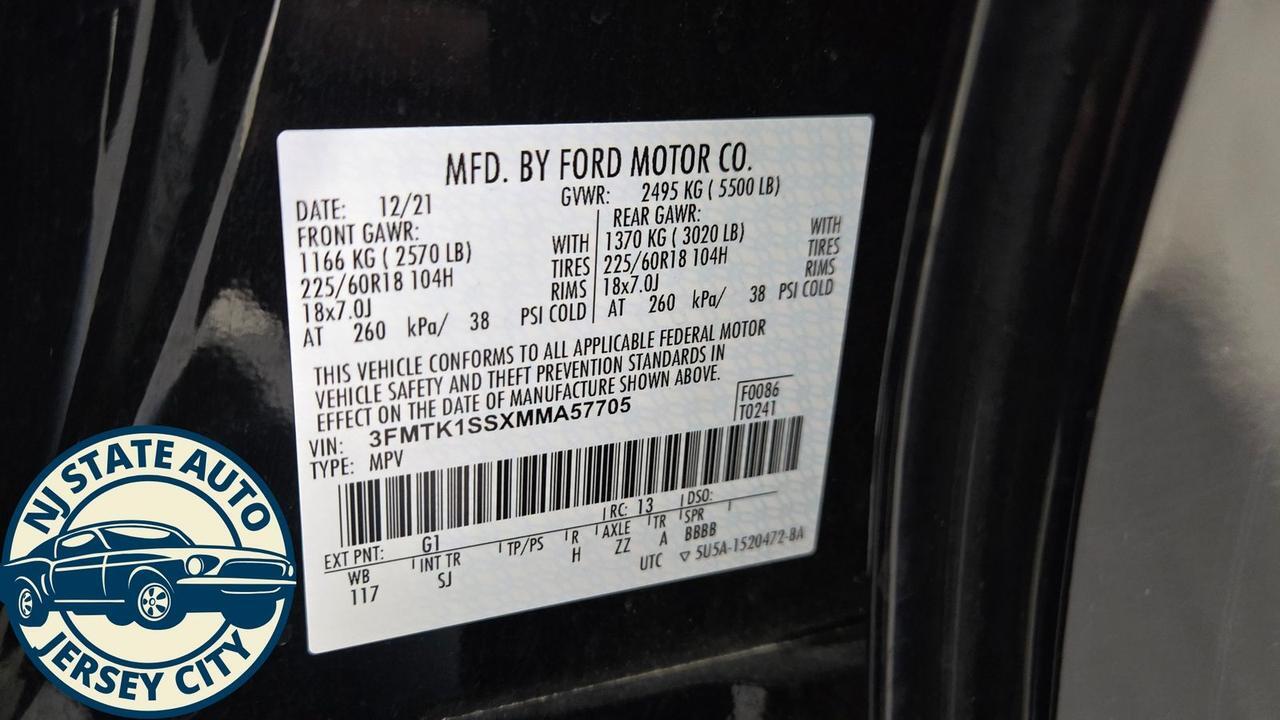 MFD. BY FORD MOTOR CO.
DATE: 12/21 GVWR: 2495 KG ( 5500 LB)
FRONT GAWR: REAR GAWR:
1166 KG ( 2570 LB) WITH 1370 KG ( 3020 LB) WITH
225/60R18 104H TIRES 225/60R18 104H TIRES
18x7.0J RIMS 18x7.0J RIMS
AT 260 kPa/ 38 PSI COLD AT 260 kPa/ 38 PSI COLD
THIS VEHICLE CONFORMS TO ALL APPLICABLE FEDERAL MOTOR
VEHICLE SAFETY AND THEFT PREVENTION STANDARDS IN
EFFECT ON THE DATE OF MANUFACTURE SHOWN ABOVE.
F0086
T0241
VIN: 3FMTK1SSXMMA57705
TYPE: MPV
EXT PNT: G1 RC: 13 DSO:
WB INT TR TP/PS R AXLE TR SPR
117 SJ H ZZ A BBBB
UTC ▽ 5U5A-1520472-BA
NJ STATE AUTO
JERSEY CITY